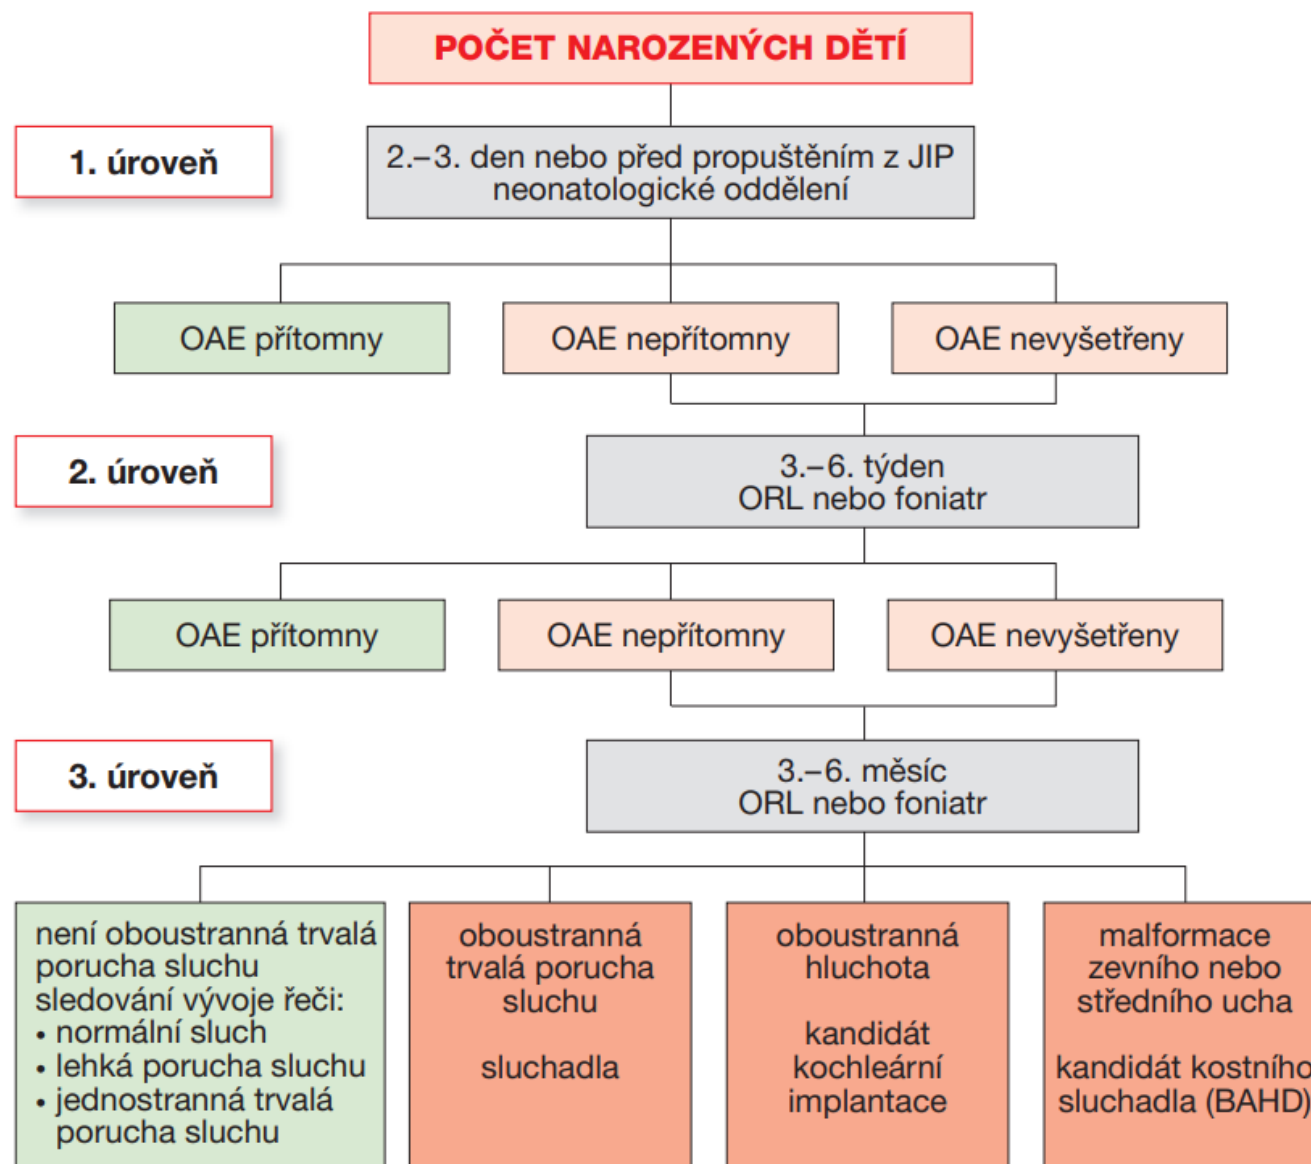 POČET NAROZENÝCH DĚTÍ
1. úroveň
2.–3. den nebo před propuštěním z JIP
neonatologické oddělení
OAE přítomny
OAE nepřítomny
OAE nevyšetřeny
2. úroveň
3.–6. týden
ORL nebo foniatr
OAE přítomny
OAE nepřítomny
OAE nevyšetřeny
3. úroveň
3.–6. měsíc
ORL nebo foniatr
není oboustranná trvalá
porucha sluchu
sledování vývoje řeči:
• normální sluch
• lehká porucha sluchu
• jednostranná trvalá
porucha sluchu
oboustranná
trvalá porucha
sluchu
sluchadla
oboustranná
hluchota
kandidát
kochleární
implantace
malformace
zevního nebo
středního ucha
kandidát kostního
sluchadla (BAHD)